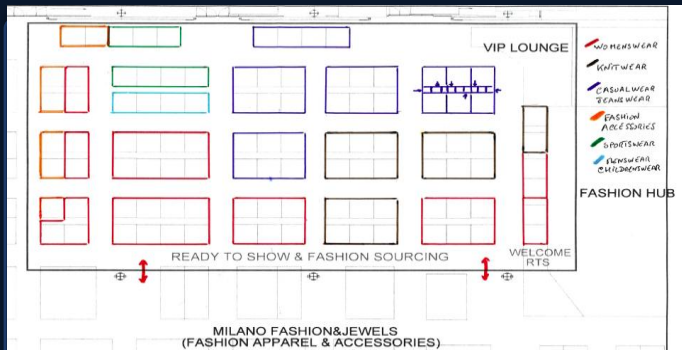 VIP LOUNGE
WOMENSWEAR
KNITWEAR
CASUALWEAR
JEANSWEAR
FASHION
ACCESSORIES
SPORTSWEAR
MENSWEAR
CHILDRENSWEAR
FASHION HUB
READY TO SHOW & FASHION SOURCING
WELCOME
RTS
MILANO FASHION&JEWELS
(FASHION APPAREL & ACCESSORIES)